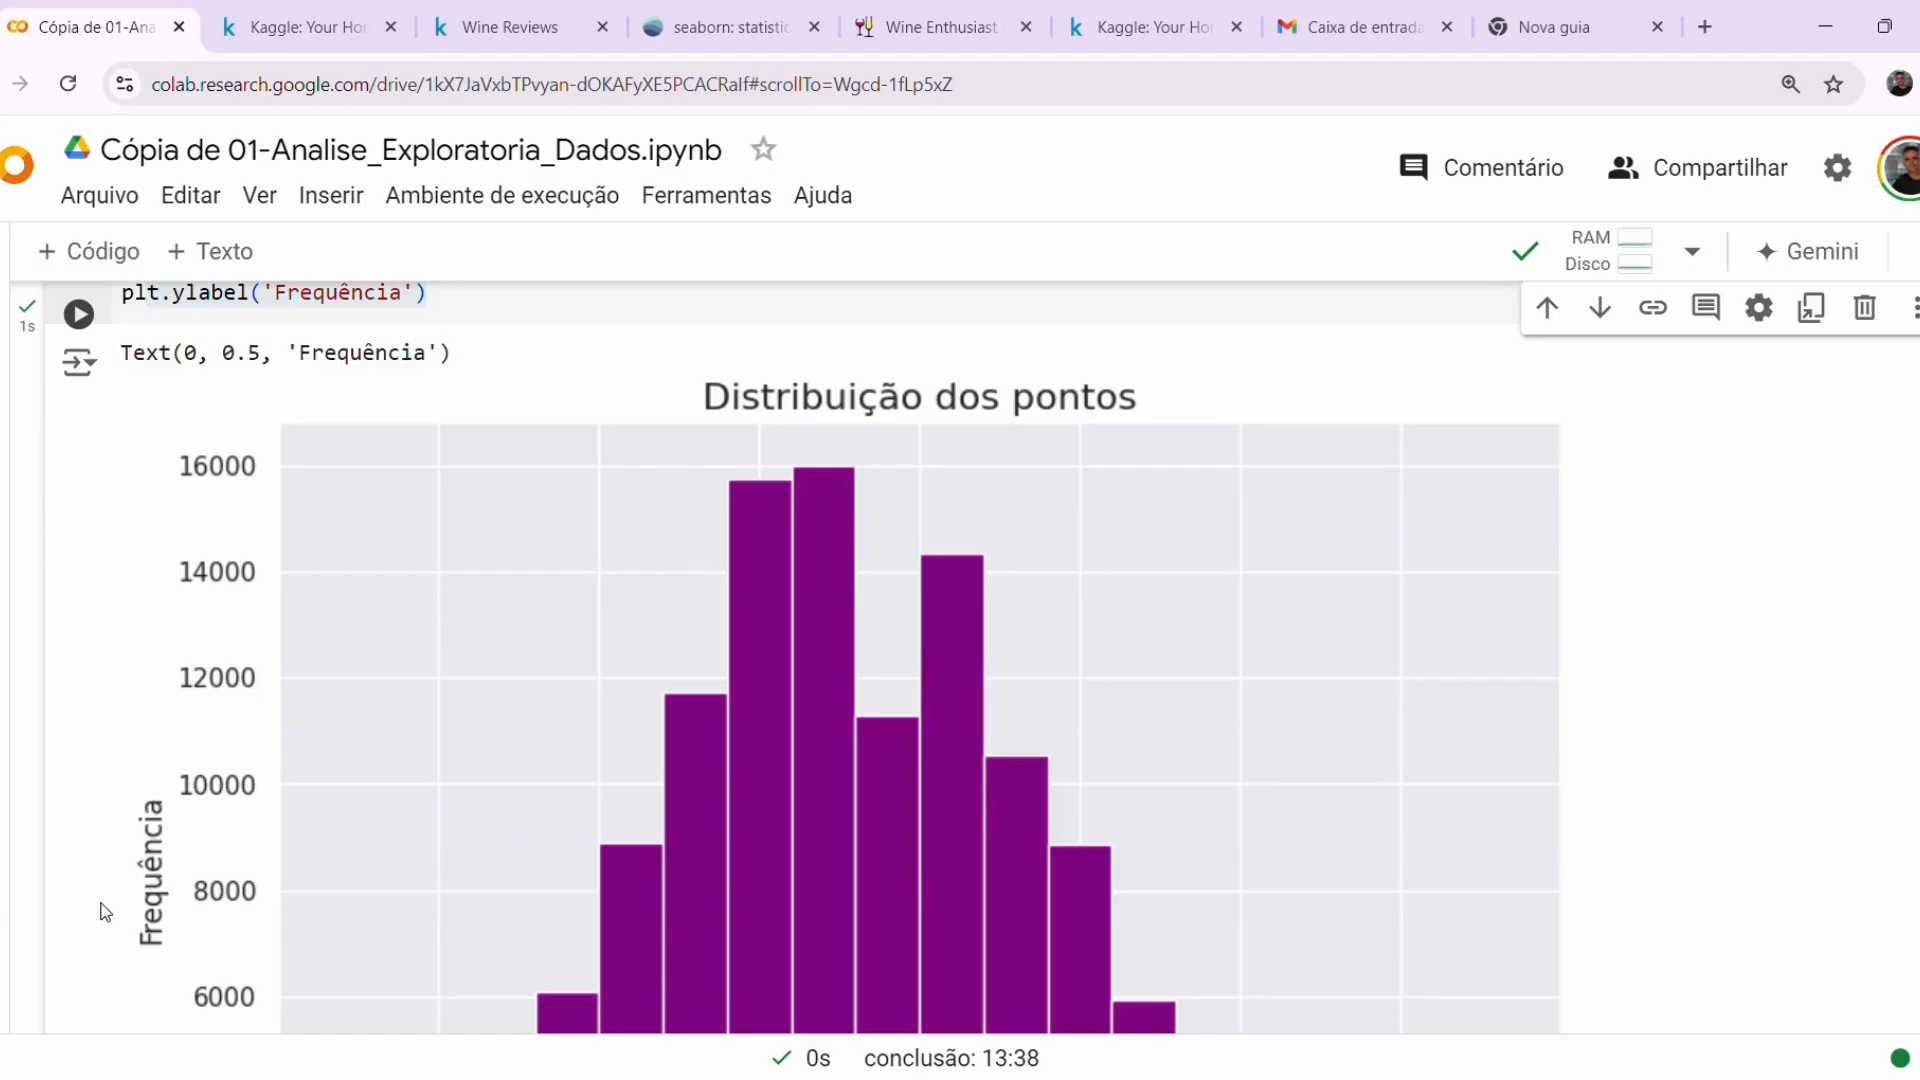 Cópia de 01-Ana
Kaggle: Your Ho
Wine Reviews
seaborn: statistic
Wine Enthusiast
Kaggle: Your Ho
Caixa de entrada
Nova guia
colab.research.google.com/drive/1kX7JaVxbTPvyan-dOKAFyXE5PCACRaIf#scrollTo=Wgcd-1fLp5xZ
Cópia de 01-Analise_Exploratoria_Dados.ipynb
Comentário
Compartilhar
Arquivo Editar Ver Inserir Ambiente de execução Ferramentas Ajuda
+ Código + Texto
RAM
Disco
Gemini
plt.ylabel('Frequência')
1s
Text(0, 0.5, 'Frequência')
Distribuição dos pontos
16000
14000
12000
10000
8000
6000
Frequência
0s conclusão: 13:38